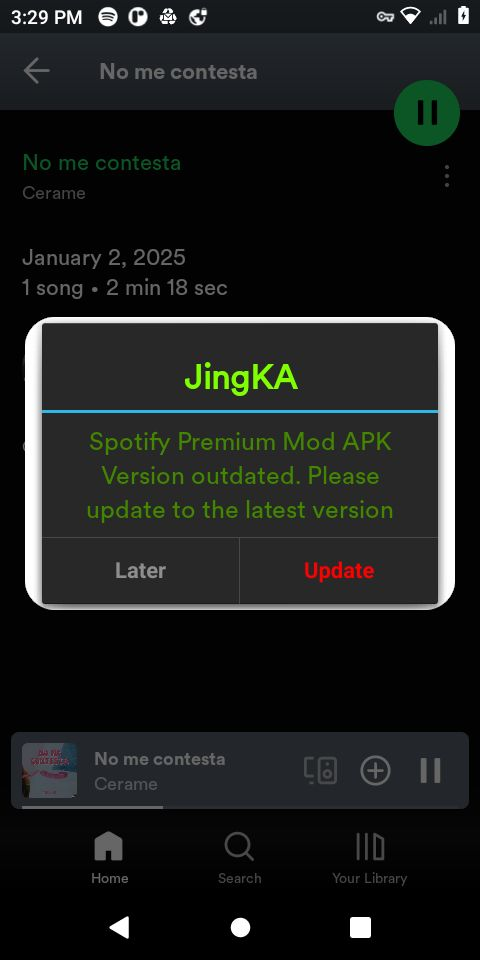 3:29 PM
No me contesta
No me contesta
Cerame
January 2, 2025
1 song • 2 min 18 sec
JingKA
Spotify Premium Mod APK
Version outdated. Please
update to the latest version
Later
Update
No me contesta
Cerame
Home
Search
Your Library